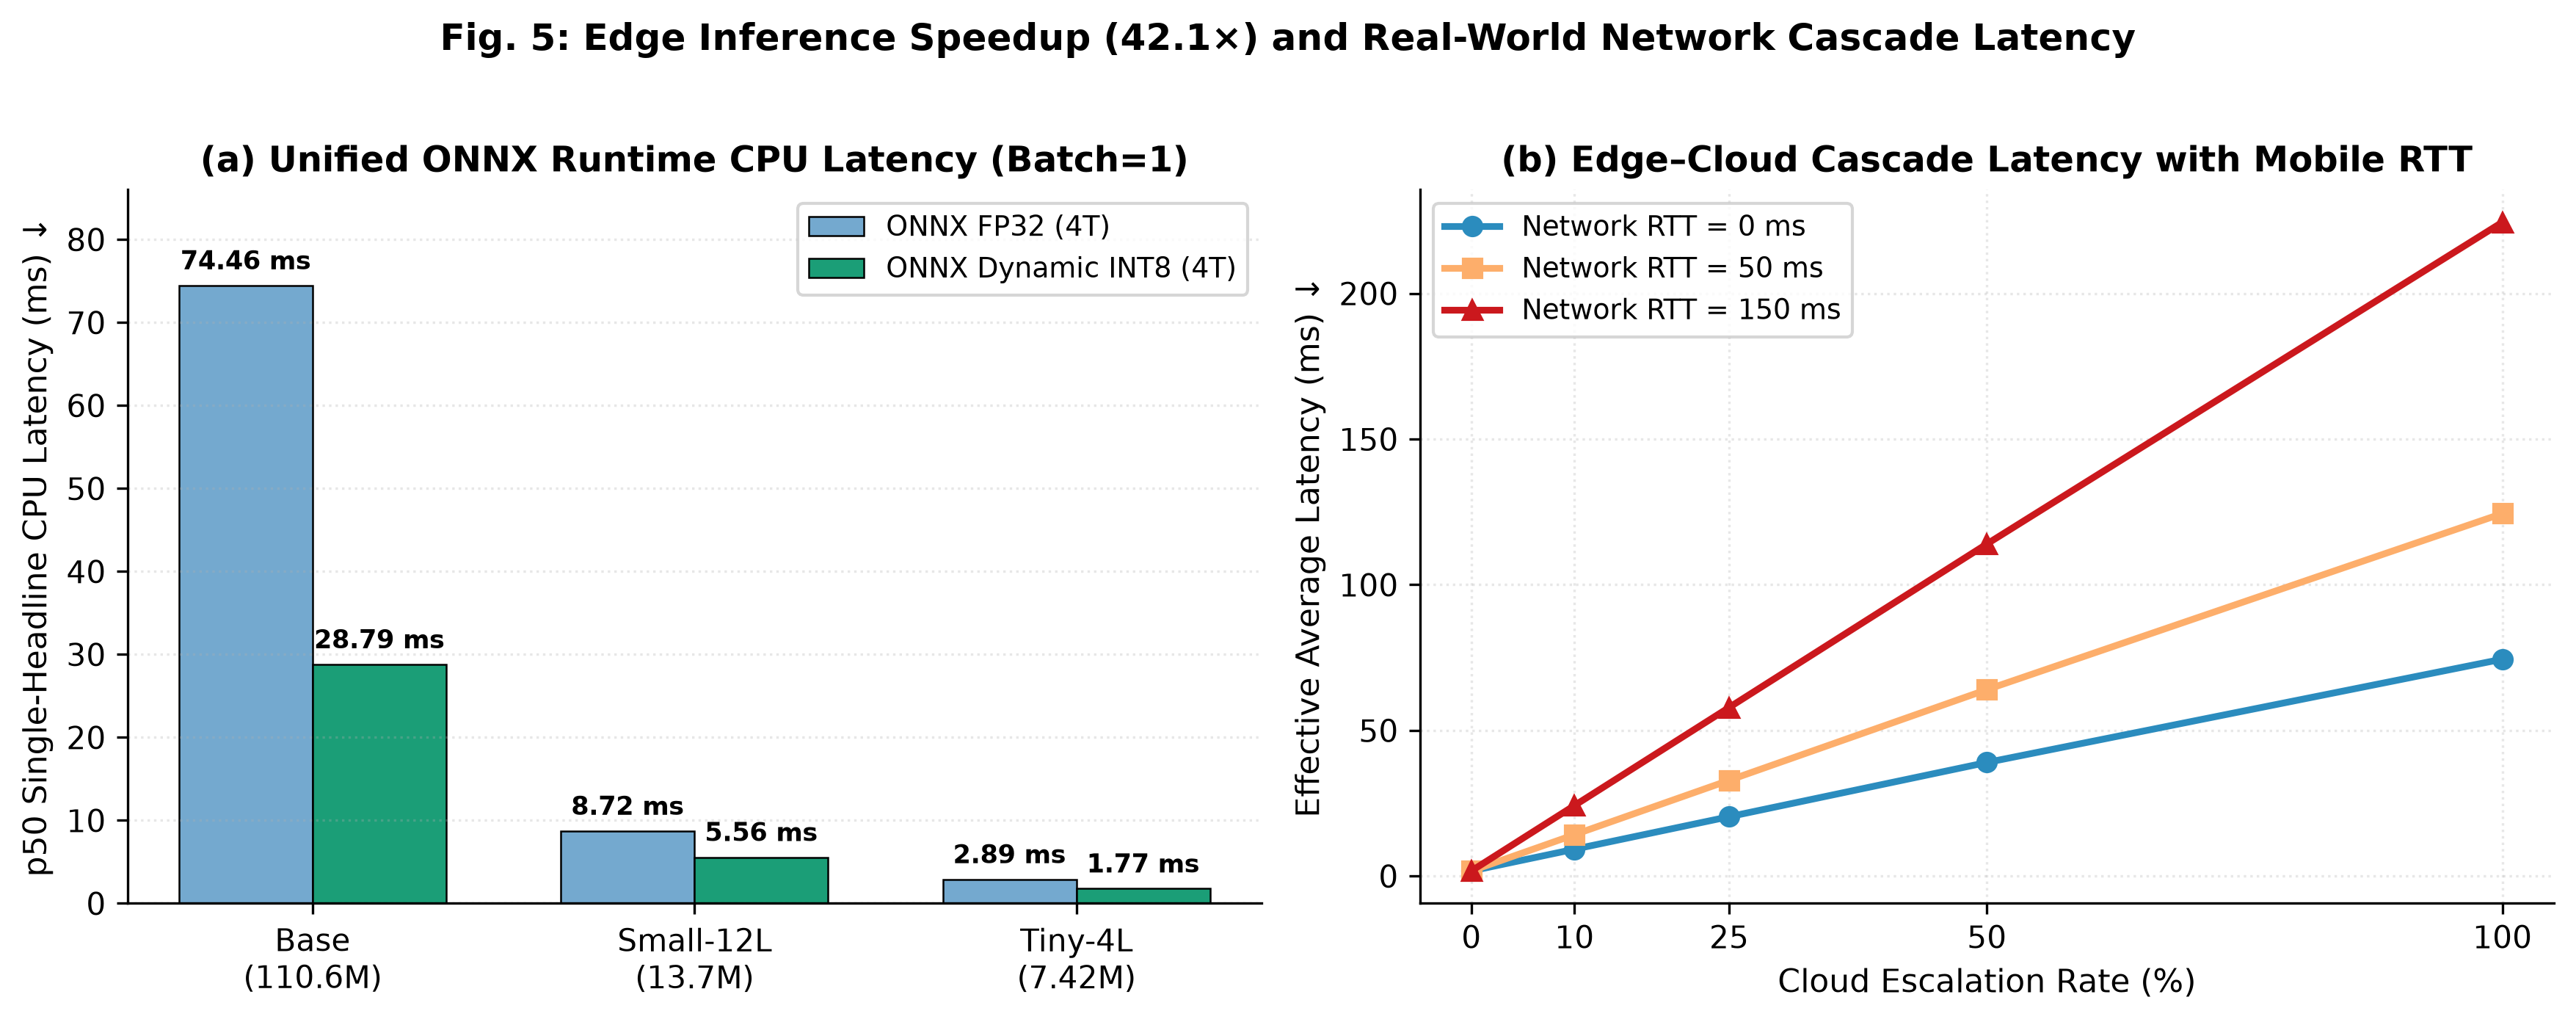 Fig. 5: Edge Inference Speedup (42.1×) and Real-World Network Cascade Latency
(a) Unified ONNX Runtime CPU Latency (Batch=1)
p50 Single-Headline CPU Latency (ms) ↓
80
70
60
50
40
30
20
10
0
ONNX FP32 (4T)
ONNX Dynamic INT8 (4T)
74.46 ms
28.79 ms
8.72 ms
5.56 ms
2.89 ms
1.77 ms
Base
(110.6M)
Small-12L
(13.7M)
Tiny-4L
(7.42M)
(b) Edge–Cloud Cascade Latency with Mobile RTT
Effective Average Latency (ms) ↓
200
150
100
50
0
Network RTT = 0 ms
Network RTT = 50 ms
Network RTT = 150 ms
0
10
25
50
100
Cloud Escalation Rate (%)